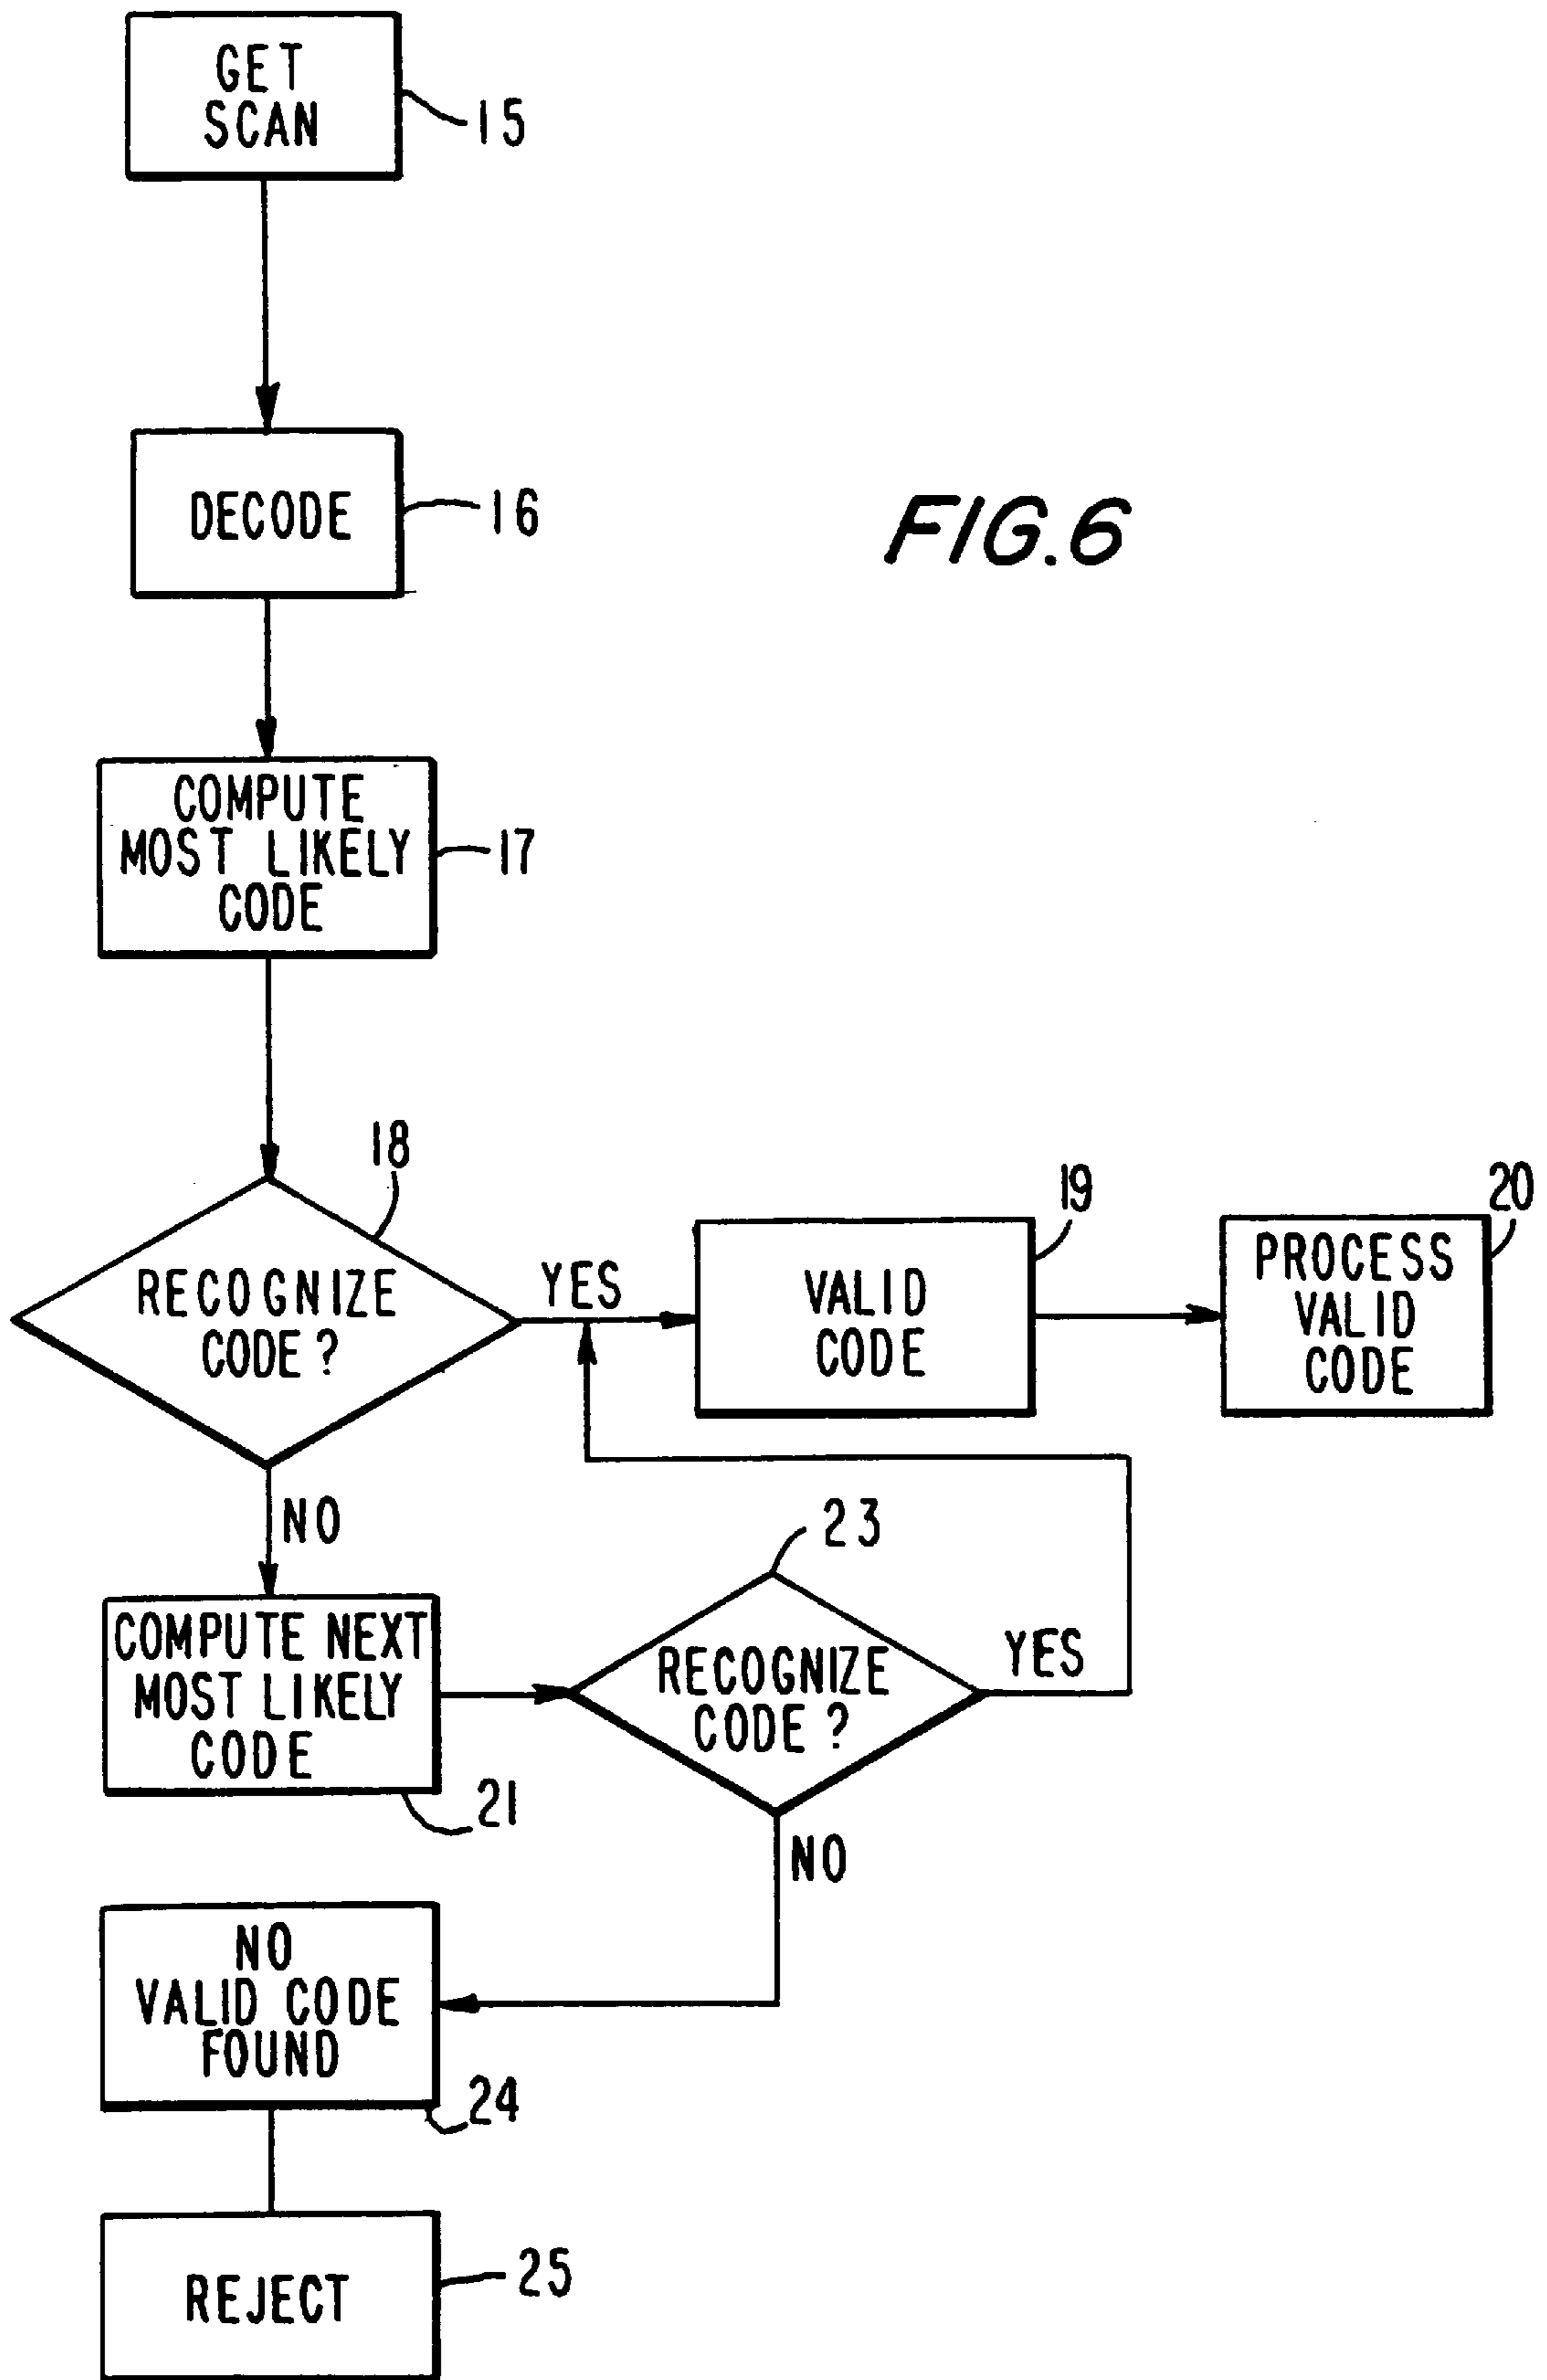 GET
SCAN
15
DECODE
16
FIG.6
COMPUTE
MOST LIKELY
CODE
17
18
RECOGNIZE
CODE?
YES
19
VALID
CODE
20
PROCESS
VALID
CODE
NO
COMPUTE NEXT
MOST LIKELY
CODE
21
23
RECOGNIZE
CODE?
YES
NO
NO
VALID CODE
FOUND
24
REJECT
25